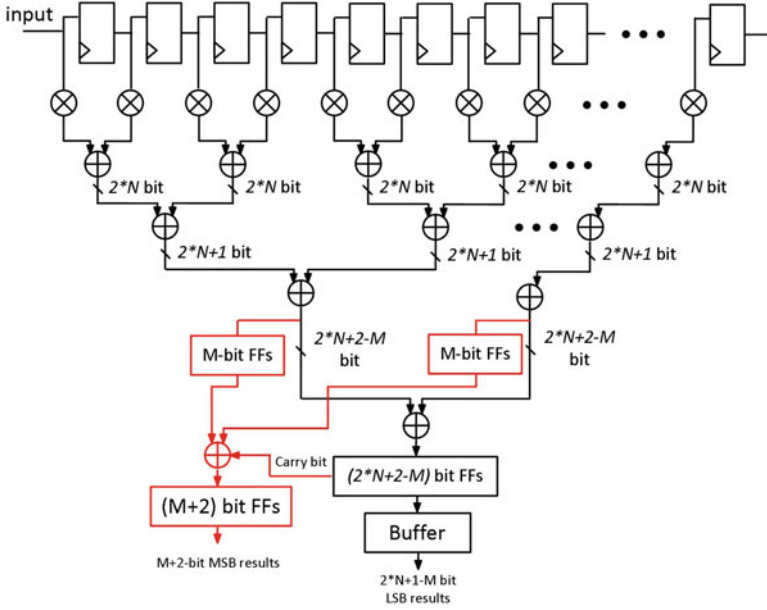 input
2*N bit
2*N bit
2*N bit
2*N bit
2*N bit
2*N+1 bit
2*N+1 bit
2*N+1 bit
M-bit FFs
2*N+2-M
bit
M-bit FFs
2*N+2-M
bit
Carry bit
(2*N+2-M) bit FFs
(M+2) bit FFs
Buffer
M+2-bit MSB results
2*N+1-M bit
LSB results